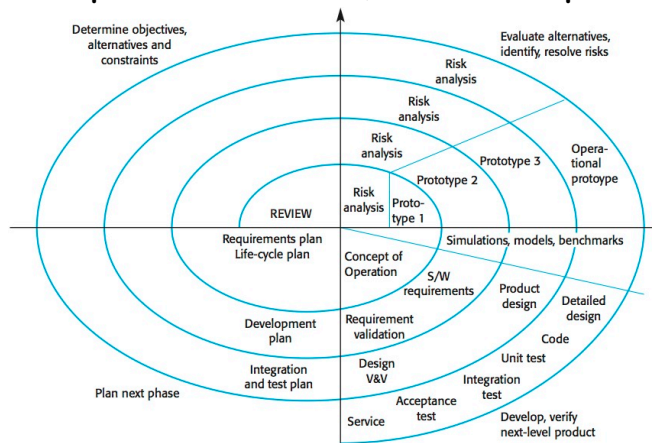 Determine objectives,
alternatives and
constraints
Evaluate alternatives,
identify, resolve risks
Risk
analysis
Risk
analysis
Risk
analysis
Risk
analysis
Proto-
type 1
Prototype 2
Prototype 3
Opera-
tional
protoype
REVIEW
Requirements plan
Life-cycle plan
Concept of
Operation
Simulations, models, benchmarks
S/W
requirements
Product
design
Detailed
design
Development
plan
Requirement
validation
Code
Unit test
Integration
and test plan
Design
V&V
Integration
test
Acceptance
test
Plan next phase
Service
Develop, verify
next-level product